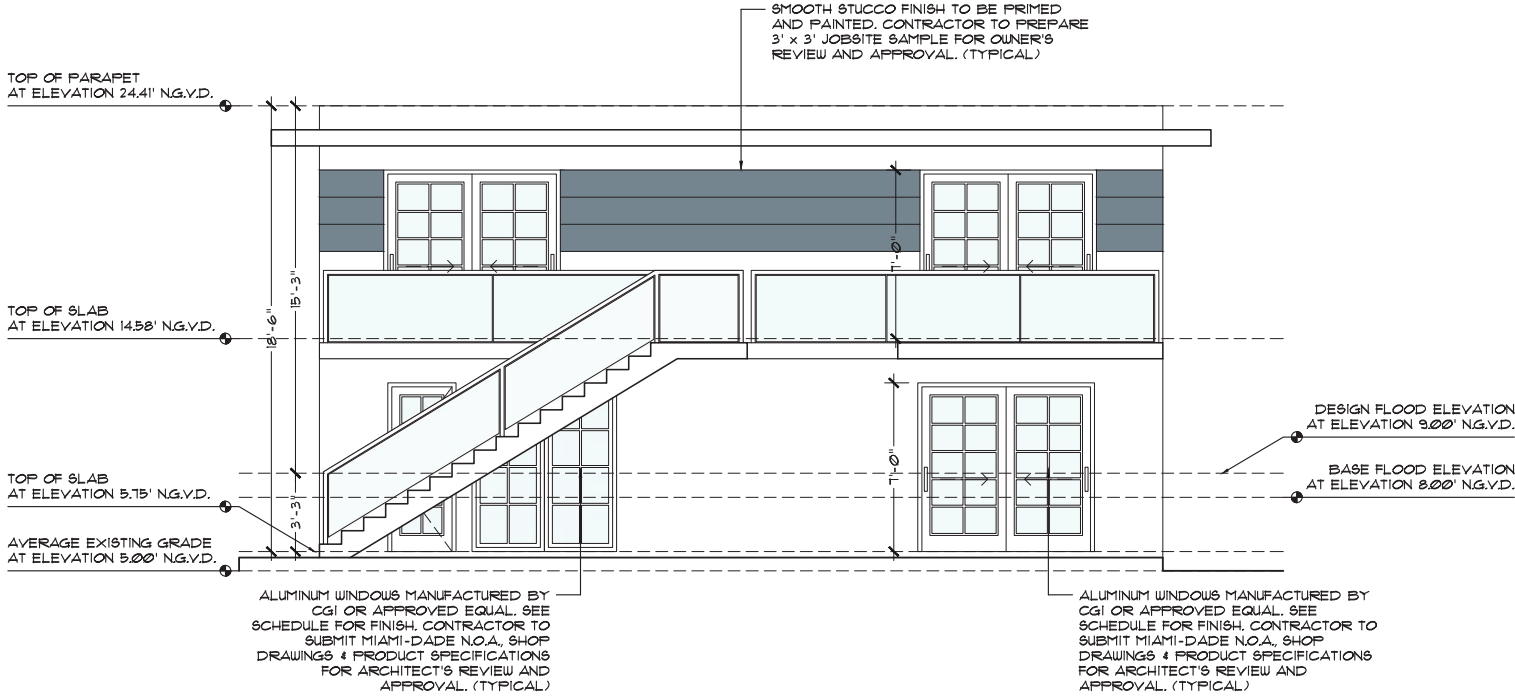 SMOOTH STUCCO FINISH TO BE PRIMED
AND PAINTED. CONTRACTOR TO PREPARE
3' x 3' JOBSITE SAMPLE FOR OWNER'S
REVIEW AND APPROVAL. (TYPICAL)
TOP OF PARAPET
AT ELEVATION 24.41' N.G.V.D.
TOP OF SLAB
AT ELEVATION 14.58' N.G.V.D.
TOP OF SLAB
AT ELEVATION 5.75' N.G.V.D.
AVERAGE EXISTING GRADE
AT ELEVATION 5.00' N.G.V.D.
18'-6"
15'-3"
3'-3"
7'-0"
7'-0"
DESIGN FLOOD ELEVATION
AT ELEVATION 9.00' N.G.V.D.
BASE FLOOD ELEVATION
AT ELEVATION 8.00' N.G.V.D.
ALUMINUM WINDOWS MANUFACTURED BY
CGI OR APPROVED EQUAL. SEE
SCHEDULE FOR FINISH. CONTRACTOR TO
SUBMIT MIAMI-DADE N.O.A., SHOP
DRAWINGS & PRODUCT SPECIFICATIONS
FOR ARCHITECT'S REVIEW AND
APPROVAL. (TYPICAL)
ALUMINUM WINDOWS MANUFACTURED BY
CGI OR APPROVED EQUAL. SEE
SCHEDULE FOR FINISH. CONTRACTOR TO
SUBMIT MIAMI-DADE N.O.A., SHOP
DRAWINGS & PRODUCT SPECIFICATIONS
FOR ARCHITECT'S REVIEW AND
APPROVAL. (TYPICAL)